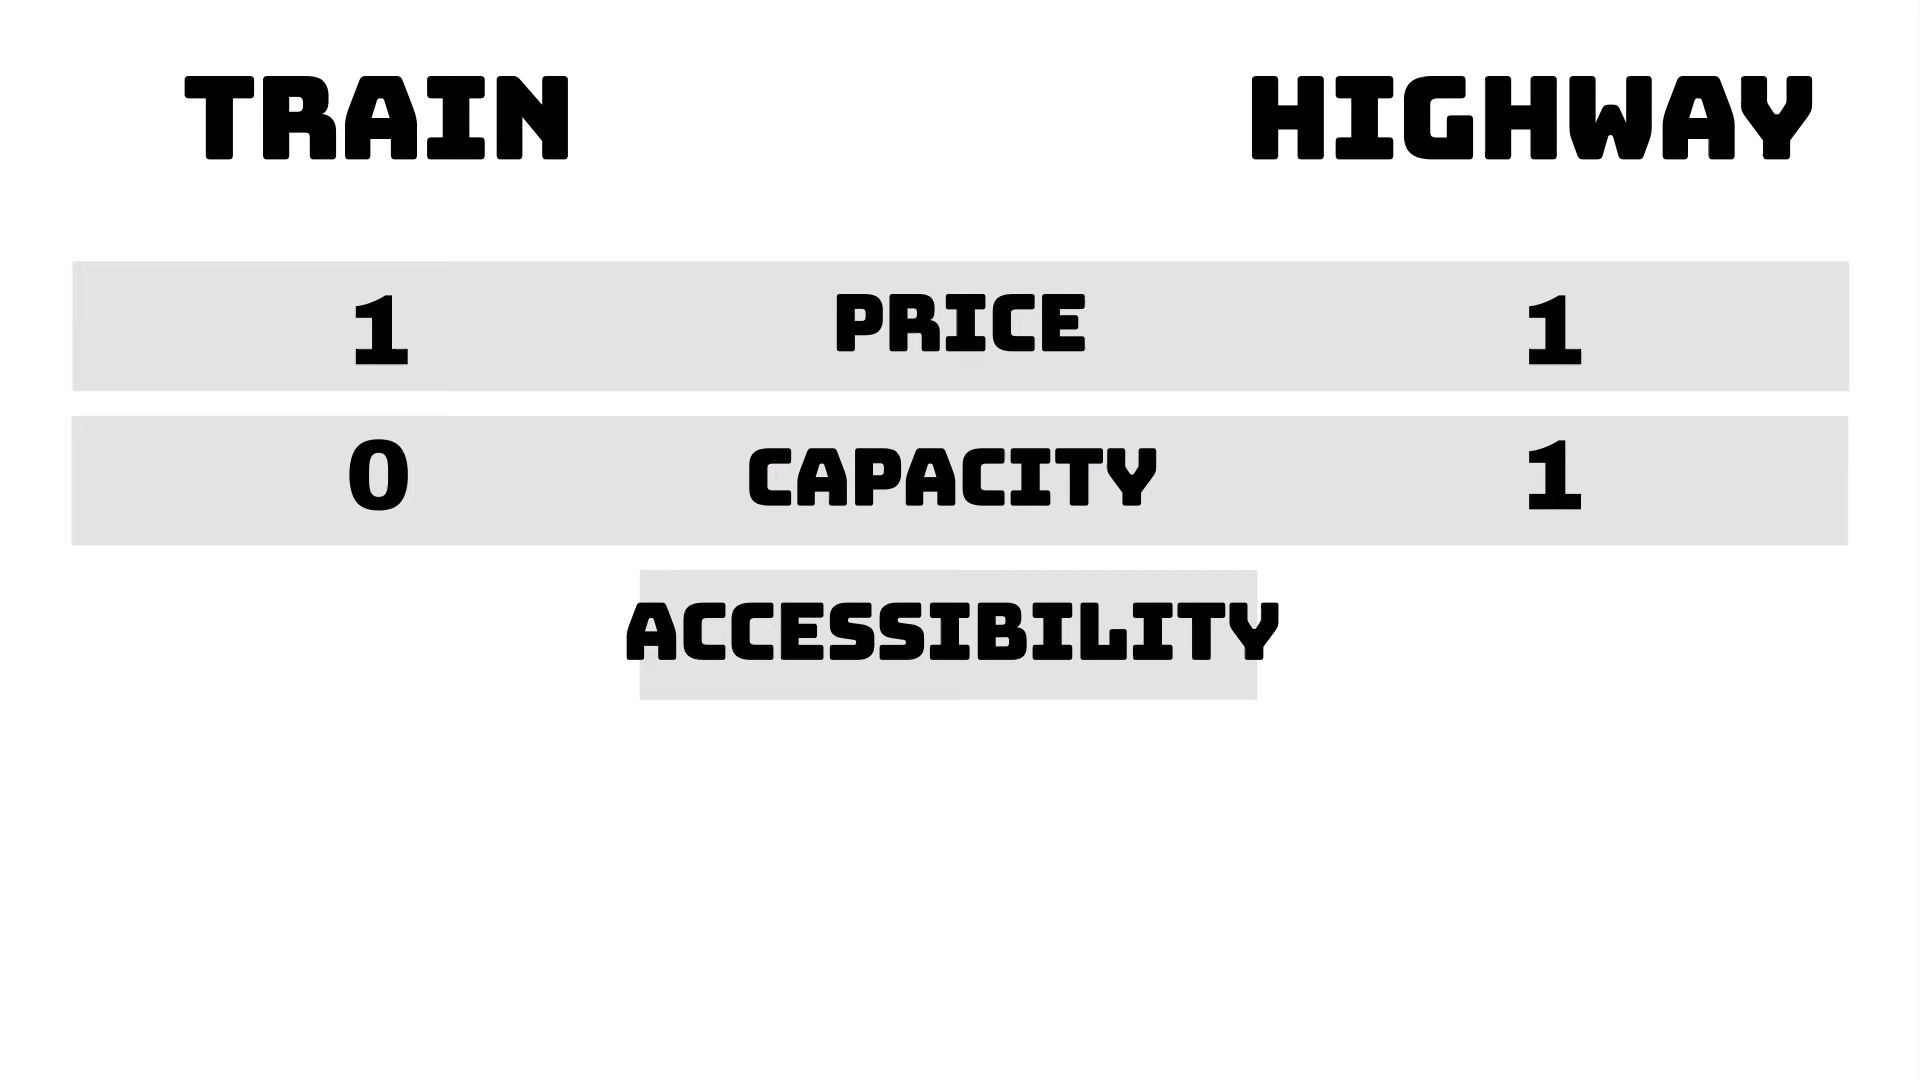 TRAIN HIGHWAY
1 PRICE 1
0 CAPACITY 1
ACCESSIBILITY